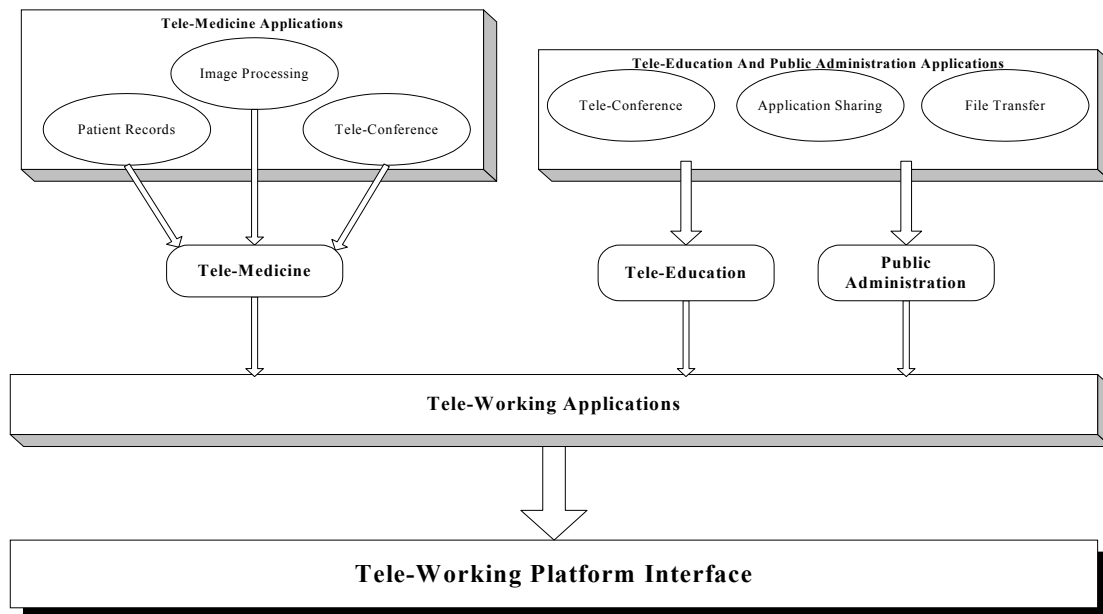 Tele-Medicine Applications
Image Processing
Patient Records
Tele-Conference
Tele-Education And Public Administration Applications
Tele-Conference
Application Sharing
File Transfer
Tele-Medicine
Tele-Education
Public
Administration
Tele-Working Applications
Tele-Working Platform Interface